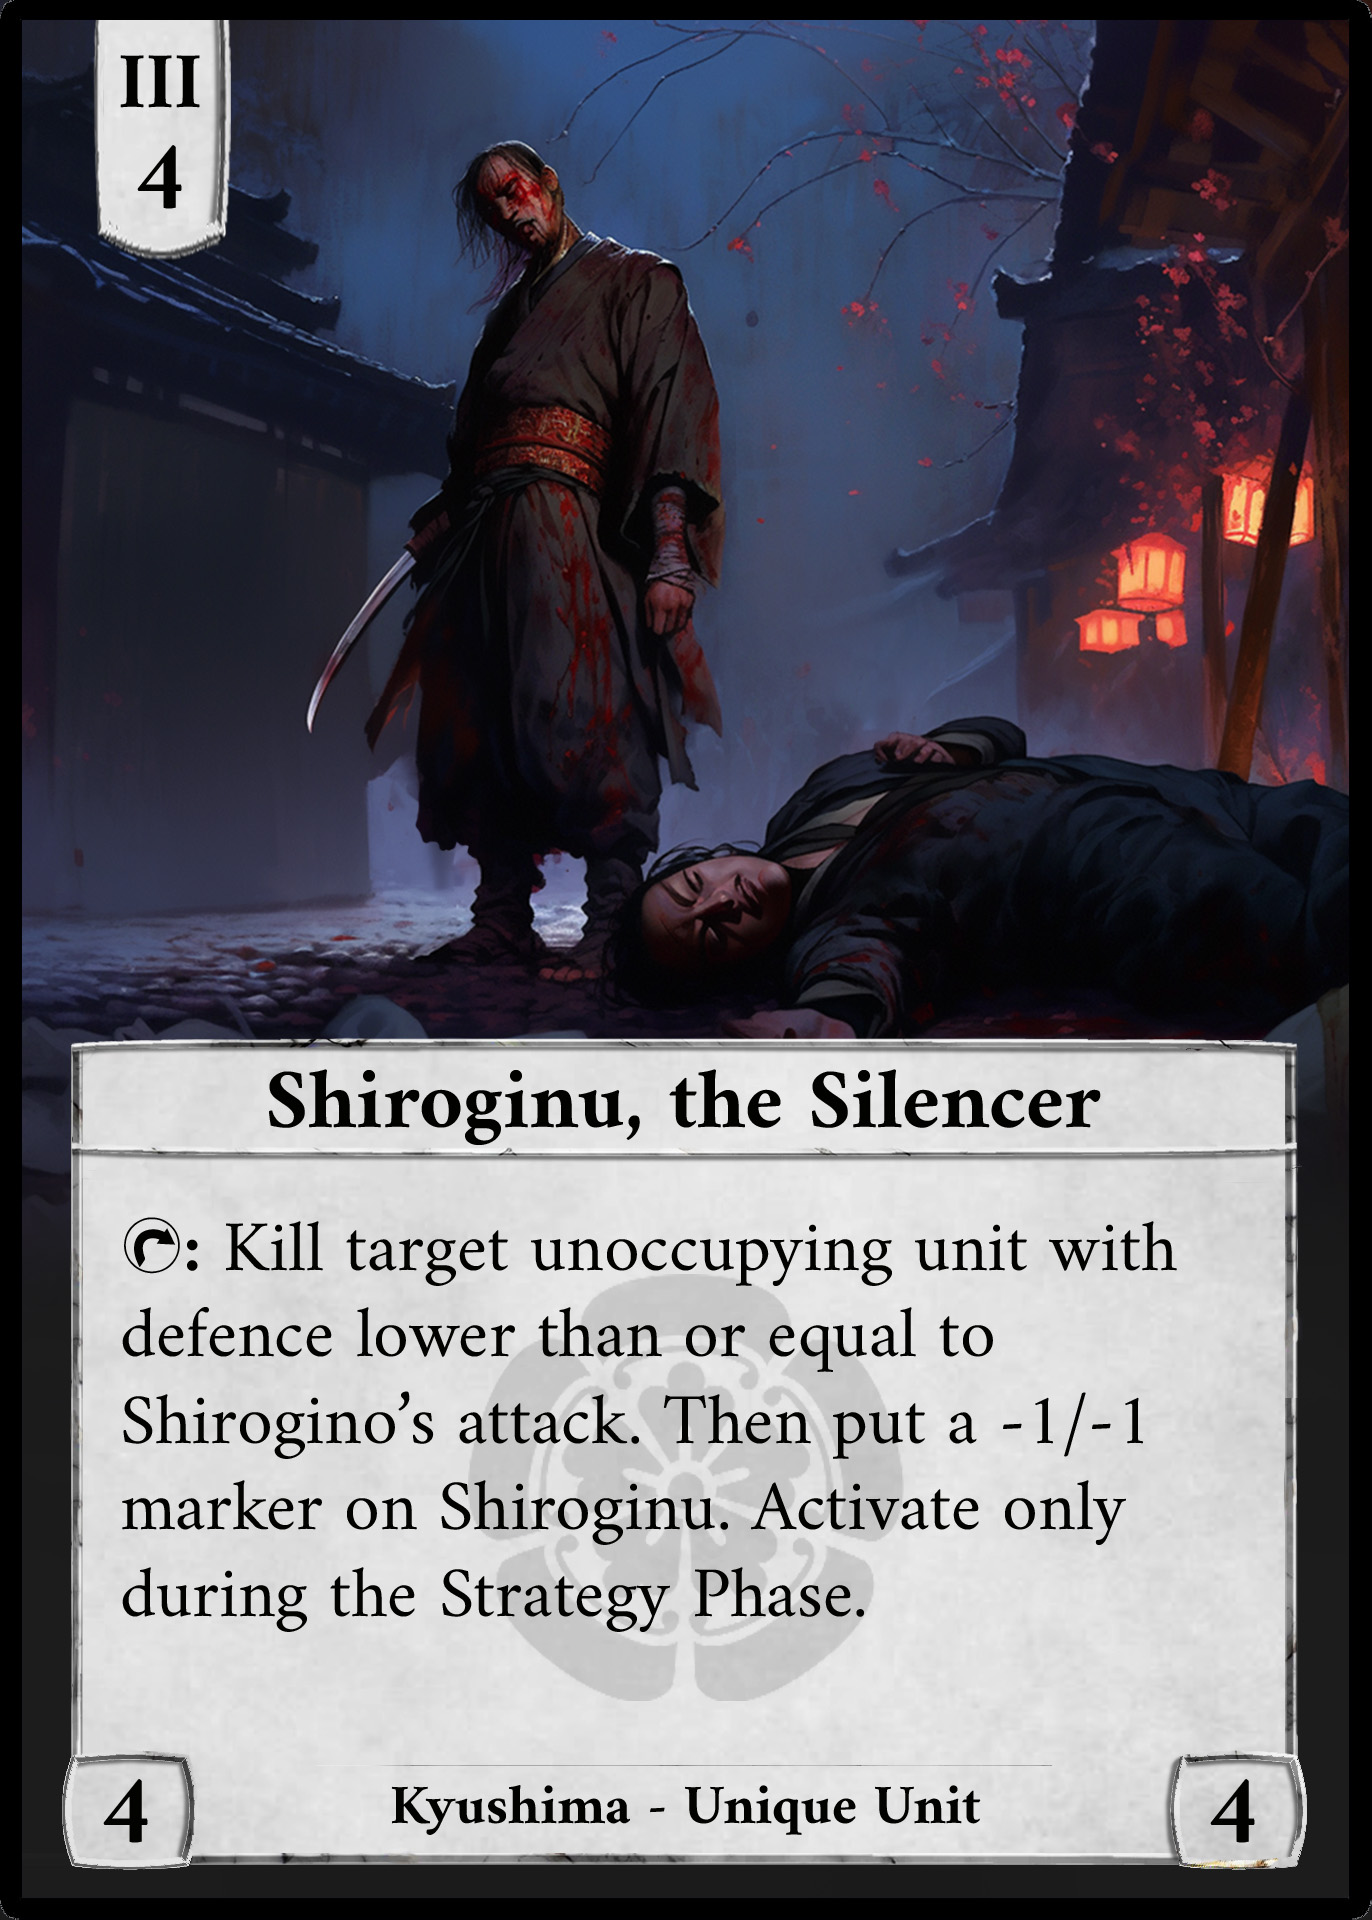 III
4
Shiroginu, the Silencer
: Kill target unoccupying unit with
defence lower than or equal to
Shirogino’s attack. Then put a -1/-1
marker on Shiroginu. Activate only
during the Strategy Phase.
4
Kyushima - Unique Unit
4